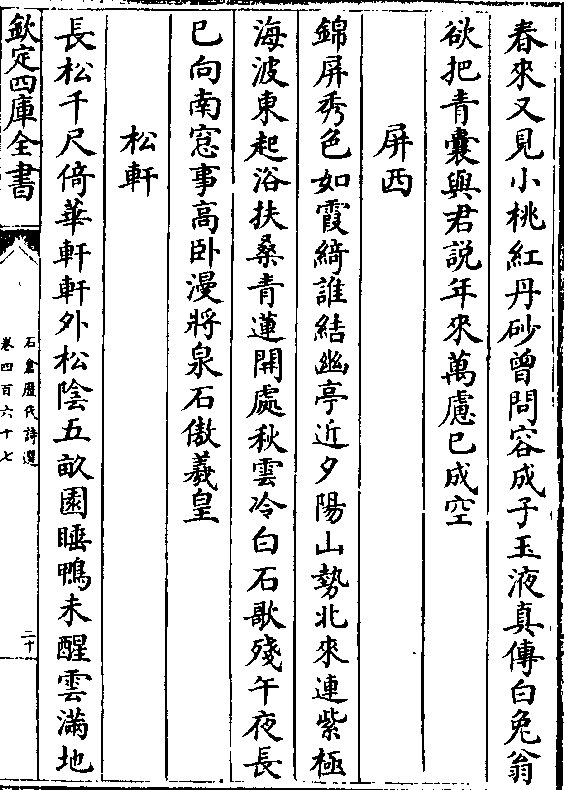 春來又見小桃紅丹砂曾問容成子玉液真傳白兔翁
欲把青囊與君説年來萬慮已成空
屏西
錦屏秀色如霞綺誰結幽亭近夕陽山勢北來連紫極
海波東起浴扶桑青蓮開處秋雲冷白石歌殘午夜長
已向南窓事高卧漫將泉石傲羲皇
松軒
長松千尺倚華軒軒外松陰五畝園睡鴨未醒雲滿地
欽定四庫全書
石倉歴代詩選
卷四百六十七
二十